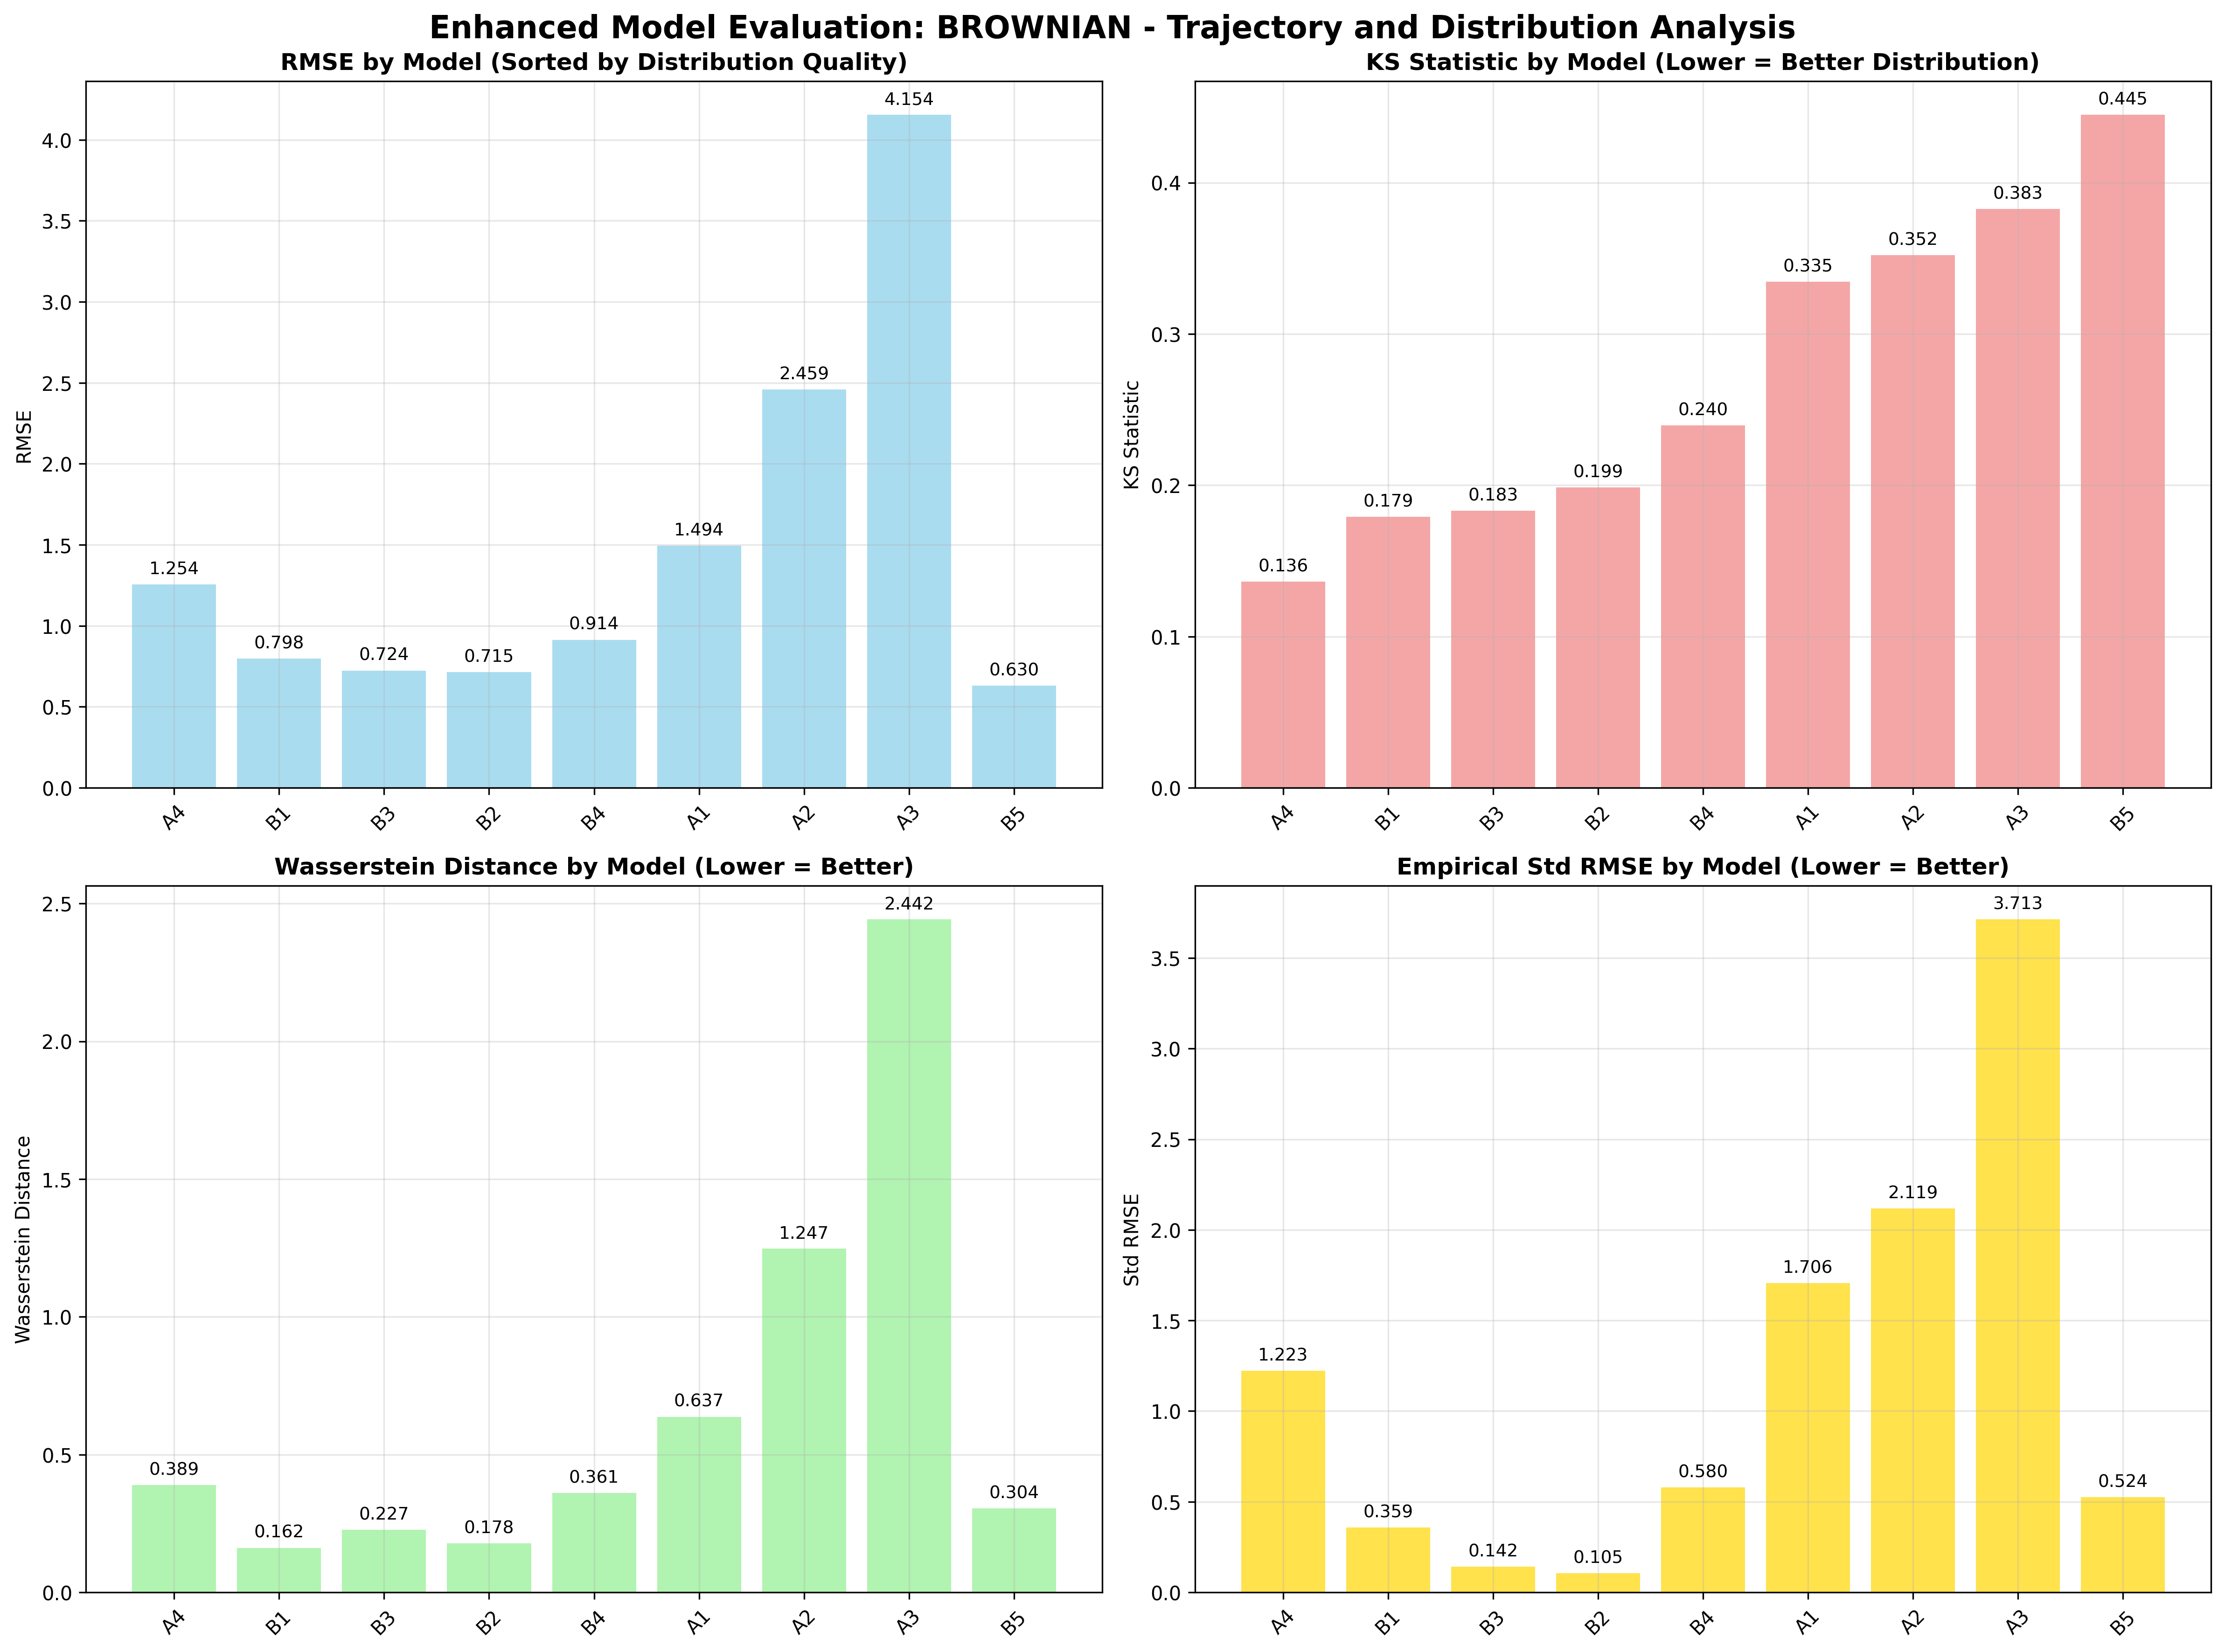 Enhanced Model Evaluation: BROWNIAN - Trajectory and Distribution Analysis
RMSE by Model (Sorted by Distribution Quality)
RMSE
4.0
3.5
3.0
2.5
2.0
1.5
1.0
0.5
0.0
1.254
0.798
0.724
0.715
0.914
1.494
2.459
4.154
0.630
A4
B1
B3
B2
B4
A1
A2
A3
B5
KS Statistic by Model (Lower = Better Distribution)
KS Statistic
0.4
0.3
0.2
0.1
0.0
0.136
0.179
0.183
0.199
0.240
0.335
0.352
0.383
0.445
A4
B1
B3
B2
B4
A1
A2
A3
B5
Wasserstein Distance by Model (Lower = Better)
Wasserstein Distance
2.5
2.0
1.5
1.0
0.5
0.0
0.389
0.162
0.227
0.178
0.361
0.637
1.247
2.442
0.304
A4
B1
B3
B2
B4
A1
A2
A3
B5
Empirical Std RMSE by Model (Lower = Better)
Std RMSE
3.5
3.0
2.5
2.0
1.5
1.0
0.5
0.0
1.223
0.359
0.142
0.105
0.580
1.706
2.119
3.713
0.524
A4
B1
B3
B2
B4
A1
A2
A3
B5